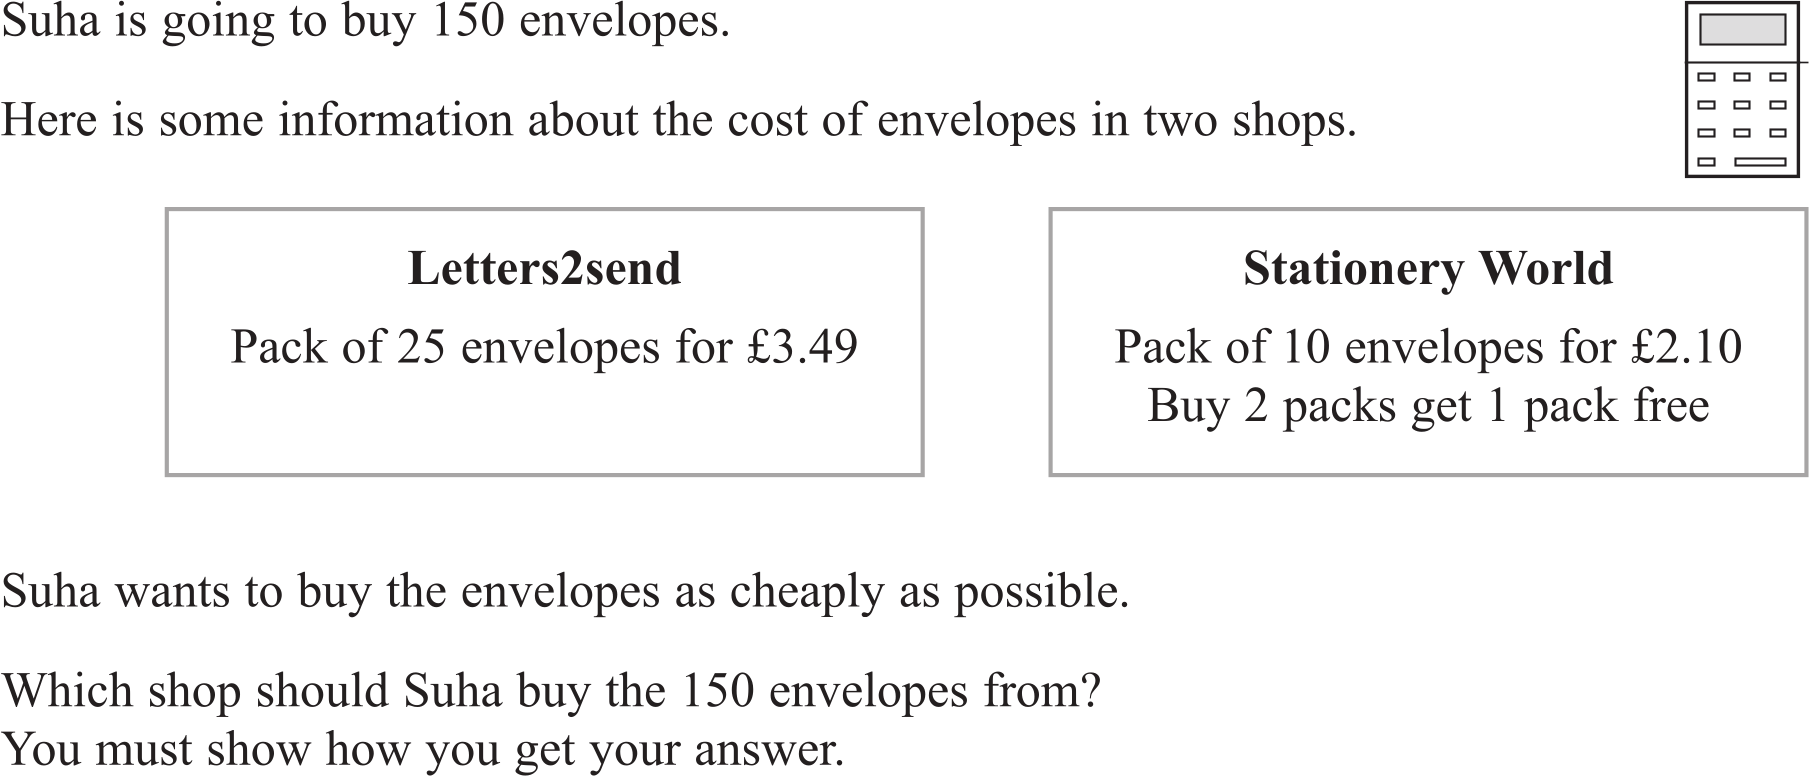 Suha is going to buy 150 envelopes.
Here is some information about the cost of envelopes in two shops.
Letters2send
Pack of 25 envelopes for £3.49
Stationery World
Pack of 10 envelopes for £2.10
Buy 2 packs get 1 pack free
Suha wants to buy the envelopes as cheaply as possible.
Which shop should Suha buy the 150 envelopes from?
You must show how you get your answer.